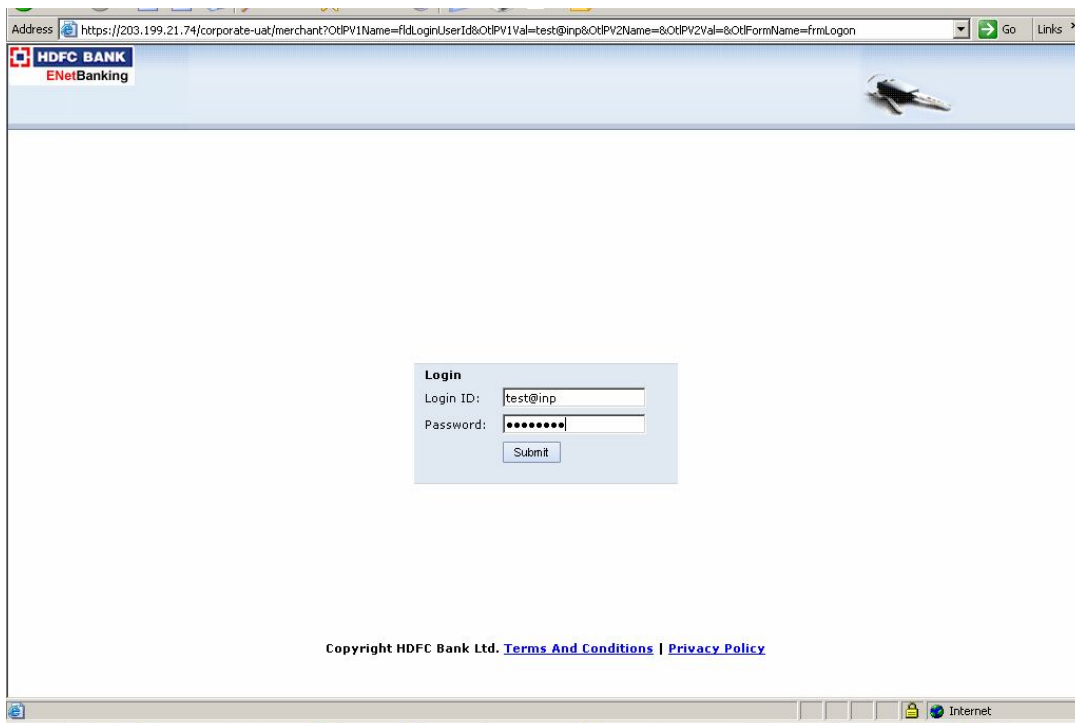 Address https://203.199.21.74/corporate-uat/merchant?OtlPV1Name=fldLoginUserId&OtlPV1Val=test@inp&OtlPV2Name=&OtlPV2Val=&OtlFormName=frmLogon Go Links
HDFC BANK
ENetBanking
Login
Login ID: test@inp
Password: ••••••••
Submit
Copyright HDFC Bank Ltd. Terms And Conditions | Privacy Policy
Internet